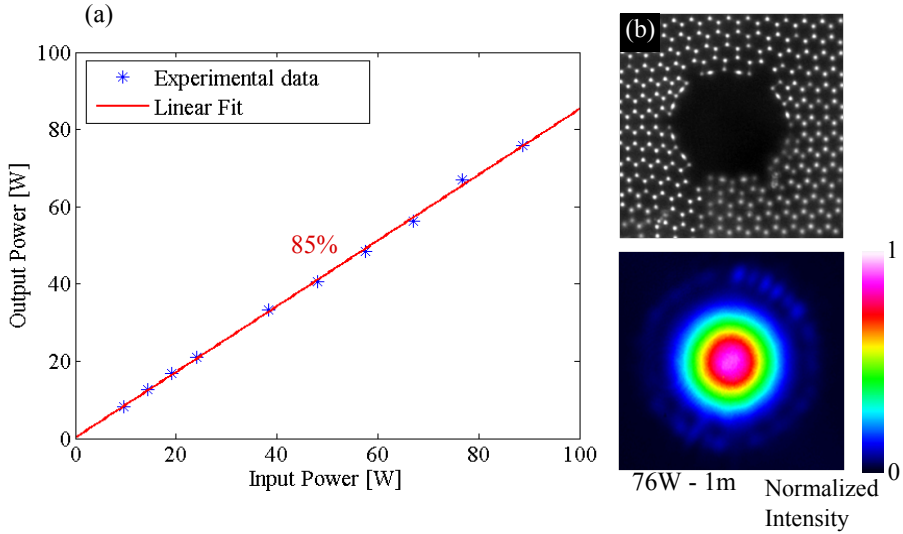 (a)
100
80
60
40
20
0
Output Power [W]
Experimental data
Linear Fit
85%
0
20
40
60
80
100
Input Power [W]
(b)
1
0
76W - 1m
Normalized
Intensity